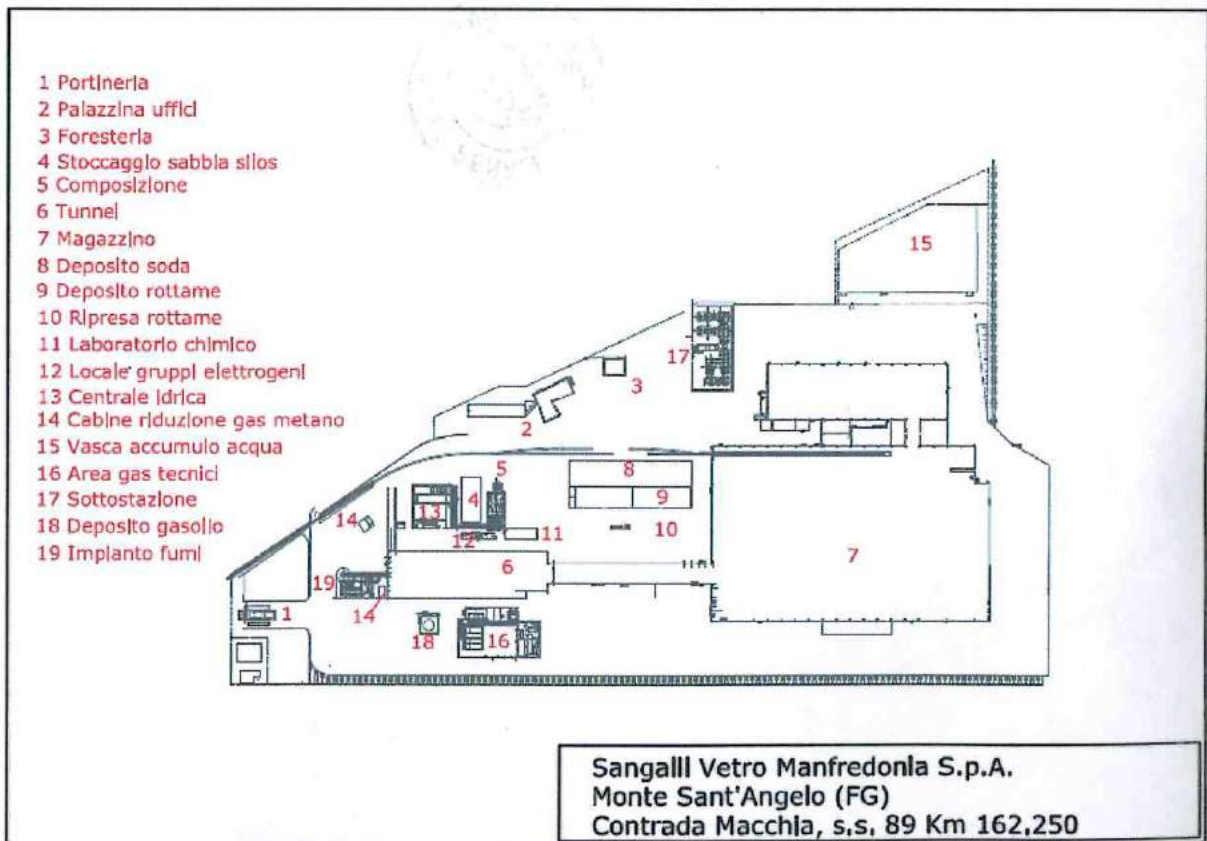 1 Portineria
2 Palazzina uffici
3 Foresteria
4 Stoccaggio sabbia silos
5 Composizione
6 Tunnel
7 Magazzino
8 Deposito soda
9 Deposito rottame
10 Ripresa rottame
11 Laboratorio chimico
12 Locale gruppi elettrogeni
13 Centrale idrica
14 Cabine riduzione gas metano
15 Vasca accumulo acqua
16 Area gas tecnici
17 Sottostazione
18 Deposito gasolio
19 Impianto fumi
15
17
3
2
5
8
4
9
13
14
10
12
11
7
6
19
14
1
18
16
Sangalli Vetro Manfredonia S.p.A.
Monte Sant'Angelo (FG)
Contrada Macchia, s.s. 89 Km 162,250